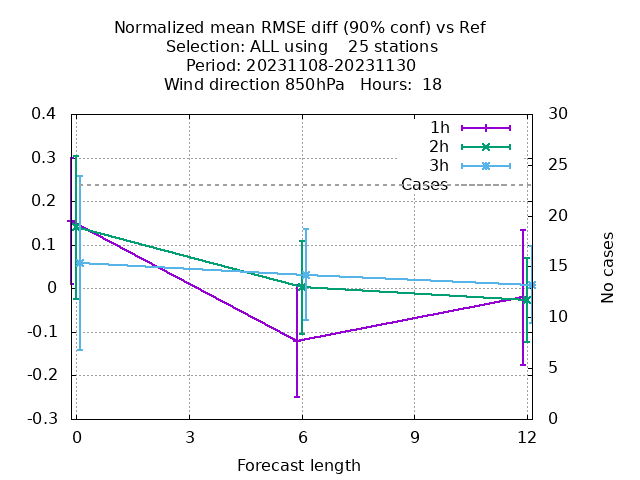 Normalized mean RMSE diff (90% conf) vs Ref
Selection: ALL using    25 stations
Period: 20231108-20231130
Wind direction 850hPa   Hours:  18
0.4
0.3
0.2
0.1
0
-0.1
-0.2
-0.3
30
25
20
15
10
5
0
1h
2h
3h
Cases
No cases
0
3
6
9
12
Forecast length